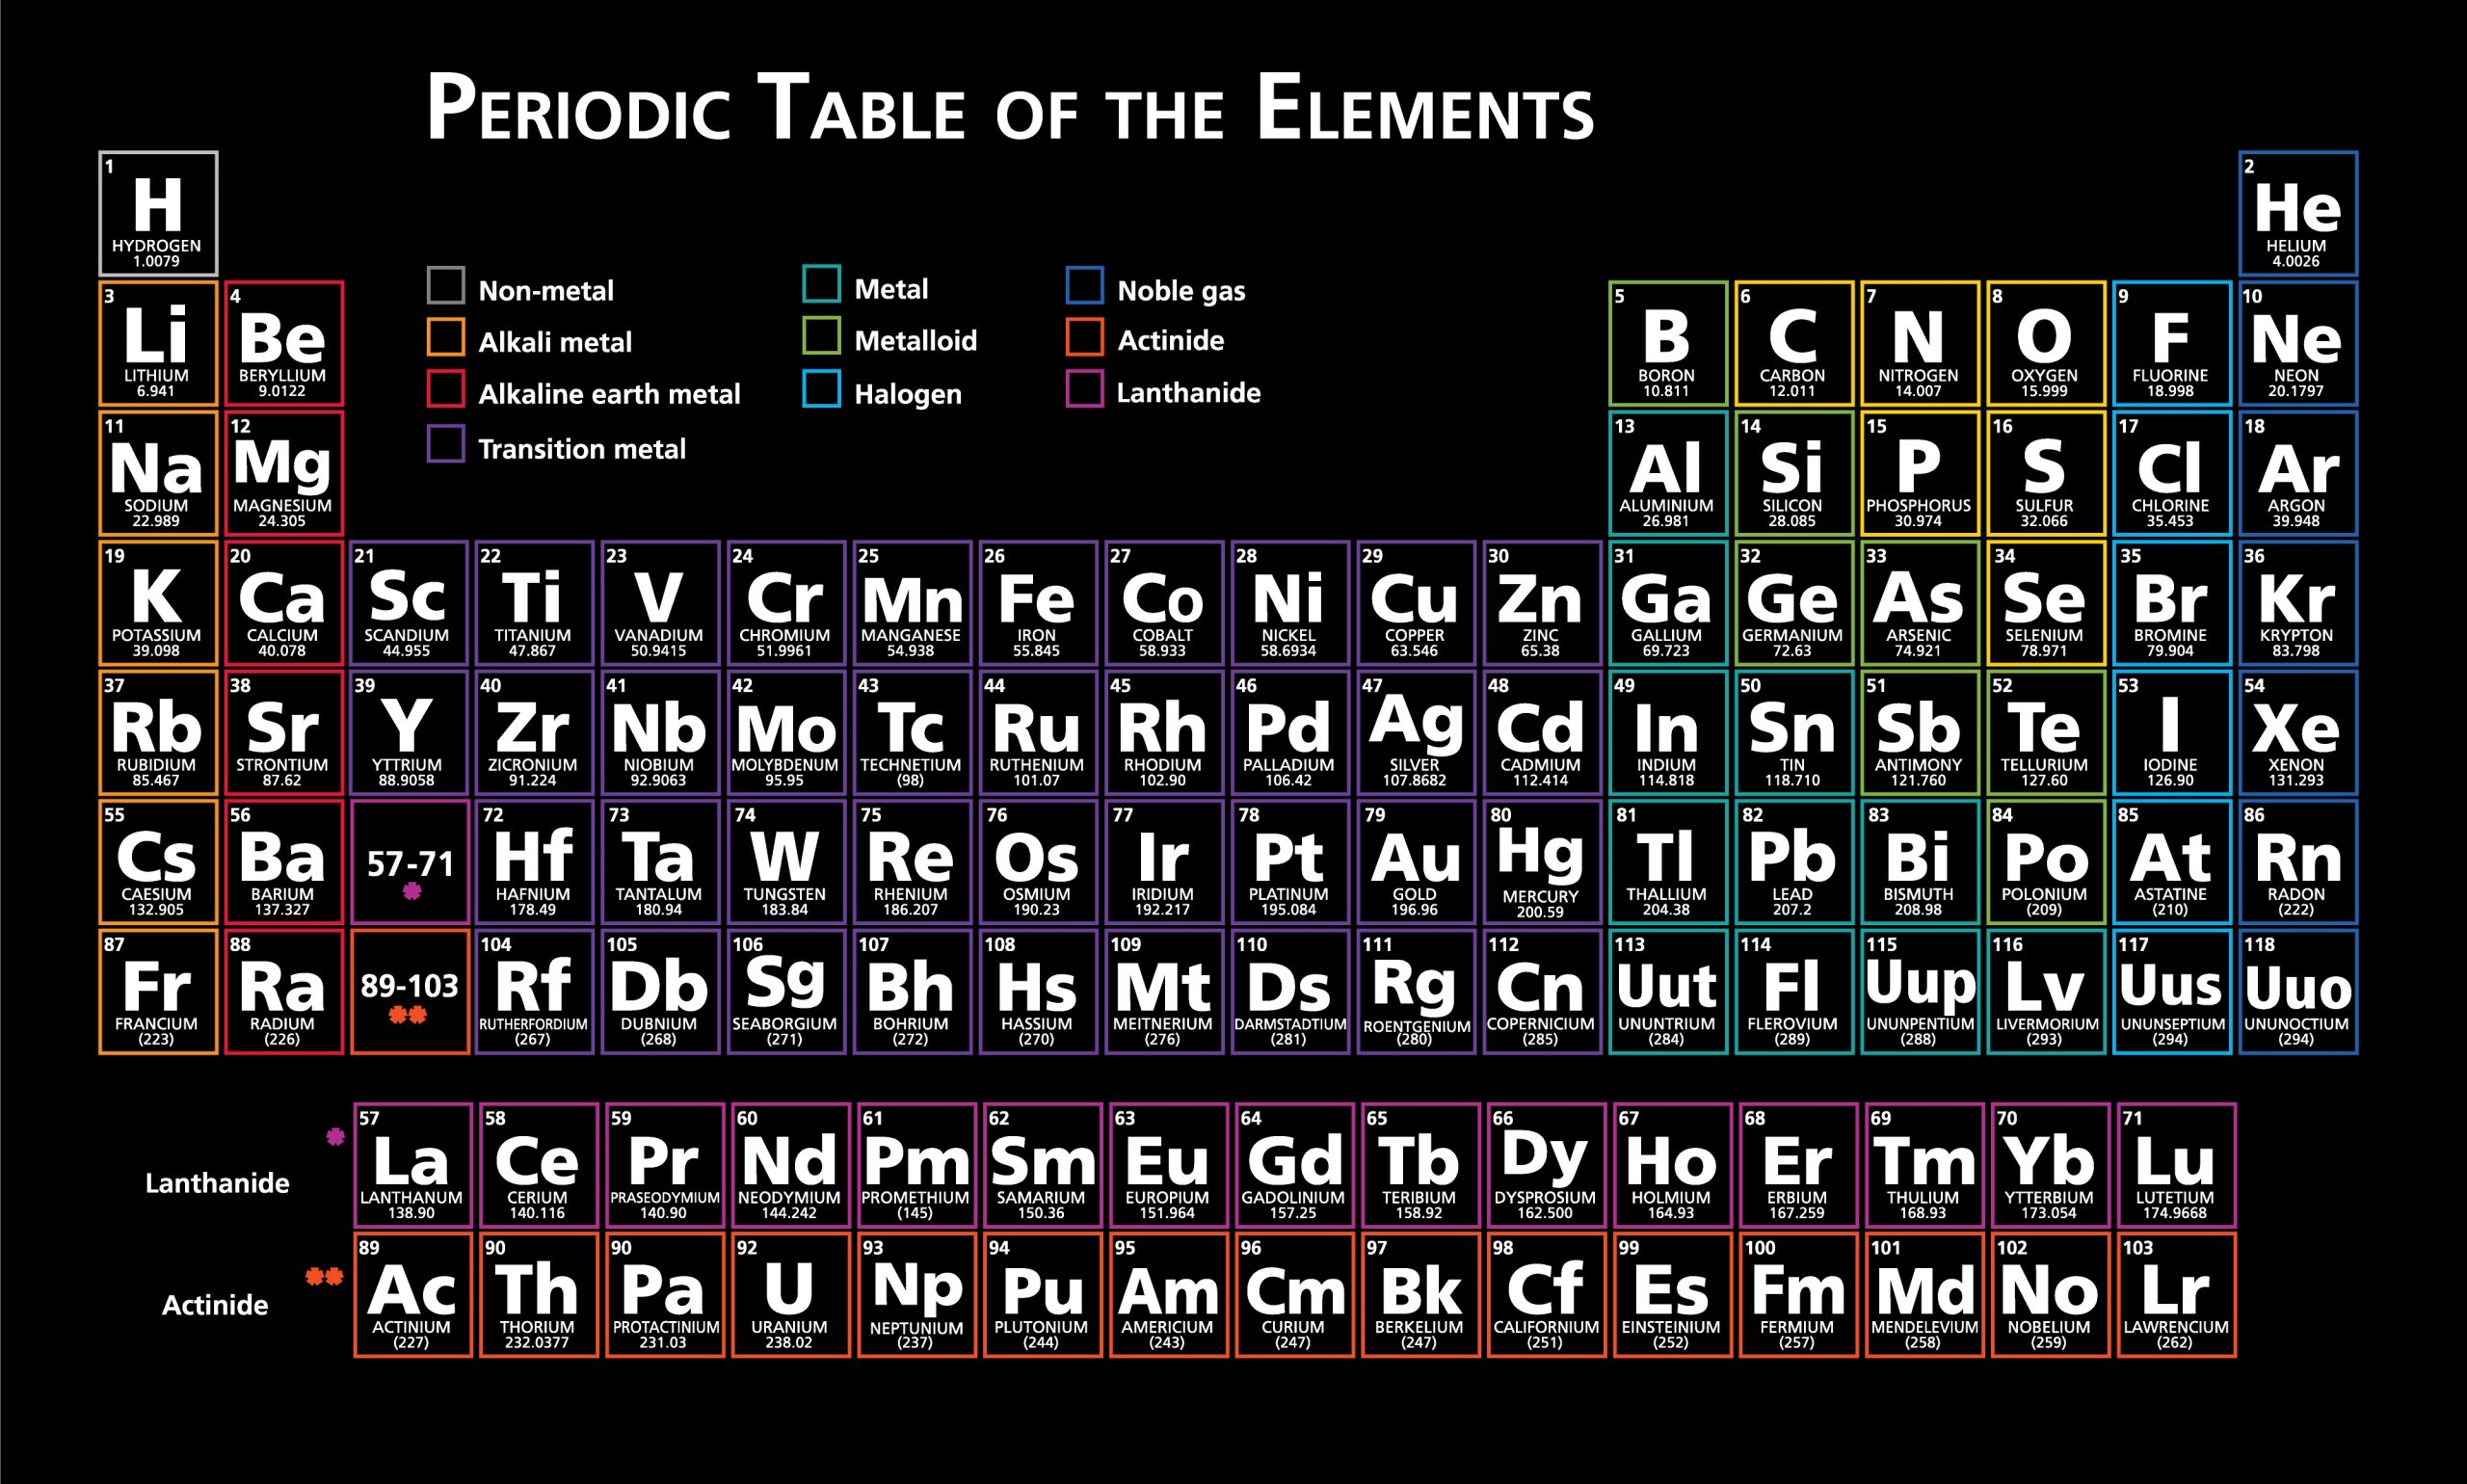 PERIODIC TABLE OF THE ELEMENTS
1
H
HYDROGEN
1.0079
2
He
HELIUM
4.0026
Non-metal
Alkali metal
Alkaline earth metal
Transition metal
Metal
Metalloid
Halogen
Noble gas
Actinide
Lanthanide
3
Li
LITHIUM
6.941
4
Be
BERYLLIUM
9.0122
5
B
BORON
10.811
6
C
CARBON
12.011
7
N
NITROGEN
14.007
8
O
OXYGEN
15.999
9
F
FLUORINE
18.998
10
Ne
NEON
20.1797
11
Na
SODIUM
22.989
12
Mg
MAGNESIUM
24.305
13
Al
ALUMINIUM
26.981
14
Si
SILICON
28.085
15
P
PHOSPHORUS
30.974
16
S
SULFUR
32.066
17
Cl
CHLORINE
35.453
18
Ar
ARGON
39.948
19
K
POTASSIUM
39.098
20
Ca
CALCIUM
40.078
21
Sc
SCANDIUM
44.955
22
Ti
TITANIUM
47.867
23
V
VANADIUM
50.9415
24
Cr
CHROMIUM
51.9961
25
Mn
MANGANESE
54.938
26
Fe
IRON
55.845
27
Co
COBALT
58.933
28
Ni
NICKEL
58.6934
29
Cu
COPPER
63.546
30
Zn
ZINC
65.38
31
Ga
GALLIUM
69.723
32
Ge
GERMANIUM
72.63
33
As
ARSENIC
74.921
34
Se
SELENIUM
78.971
35
Br
BROMINE
79.904
36
Kr
KRYPTON
83.798
37
Rb
RUBIDIUM
85.467
38
Sr
STRONTIUM
87.62
39
Y
YTTRIUM
88.9058
40
Zr
ZICRONIUM
91.224
41
Nb
NIOBIUM
92.9063
42
Mo
MOLYBDENUM
95.95
43
Tc
TECHNETIUM
(98)
44
Ru
RUTHENIUM
101.07
45
Rh
RHODIUM
102.90
46
Pd
PALLADIUM
106.42
47
Ag
SILVER
107.8682
48
Cd
CADMIUM
112.414
49
In
INDIUM
114.818
50
Sn
TIN
118.710
51
Sb
ANTIMONY
121.760
52
Te
TELLURIUM
127.60
53
I
IODINE
126.90
54
Xe
XENON
131.293
55
Cs
CAESIUM
132.905
56
Ba
BARIUM
137.327
57-71
*
72
Hf
HAFNIUM
178.49
73
Ta
TANTALUM
180.94
74
W
TUNGSTEN
183.84
75
Re
RHENIUM
186.207
76
Os
OSMIUM
190.23
77
Ir
IRIDIUM
192.217
78
Pt
PLATINUM
195.084
79
Au
GOLD
196.96
80
Hg
MERCURY
200.59
81
Tl
THALLIUM
204.38
82
Pb
LEAD
207.2
83
Bi
BISMUTH
208.98
84
Po
POLONIUM
(209)
85
At
ASTATINE
(210)
86
Rn
RADON
(222)
87
Fr
FRANCIUM
(223)
88
Ra
RADIUM
(226)
89-103
**
104
Rf
RUTHERFORDIUM
(267)
105
Db
DUBNIUM
(268)
106
Sg
SEABORGIUM
(271)
107
Bh
BOHRIUM
(272)
108
Hs
HASSIUM
(270)
109
Mt
MEITNERIUM
(276)
110
Ds
DARMSTADTIUM
(281)
111
Rg
ROENTGENIUM
(280)
112
Cn
COPERNICIUM
(285)
113
Uut
UNUNTRIUM
(284)
114
Fl
FLEROVIUM
(289)
115
Uup
UNUNPENTIUM
(288)
116
Lv
LIVERMORIUM
(293)
117
Uus
UNUNSEPTIUM
(294)
118
Uuo
UNUNOCTIUM
(294)
*
Lanthanide
57
La
LANTHANUM
138.90
58
Ce
CERIUM
140.116
59
Pr
PRASEODYMIUM
140.90
60
Nd
NEODYMIUM
144.242
61
Pm
PROMETHIUM
(145)
62
Sm
SAMARIUM
150.36
63
Eu
EUROPIUM
151.964
64
Gd
GADOLINIUM
157.25
65
Tb
TERIBIUM
158.92
66
Dy
DYSPROSIUM
162.500
67
Ho
HOLMIUM
164.93
68
Er
ERBIUM
167.259
69
Tm
THULIUM
168.93
70
Yb
YTTERBIUM
173.054
71
Lu
LUTETIUM
174.9668
**
Actinide
89
Ac
ACTINIUM
(227)
90
Th
THORIUM
232.0377
90
Pa
PROTACTINIUM
231.03
92
U
URANIUM
238.02
93
Np
NEPTUNIUM
(237)
94
Pu
PLUTONIUM
(244)
95
Am
AMERICIUM
(243)
96
Cm
CURIUM
(247)
97
Bk
BERKELIUM
(247)
98
Cf
CALIFORNIUM
(251)
99
Es
EINSTEINIUM
(252)
100
Fm
FERMIUM
(257)
101
Md
MENDELEVIUM
(258)
102
No
NOBELIUM
(259)
103
Lr
LAWRENCIUM
(262)